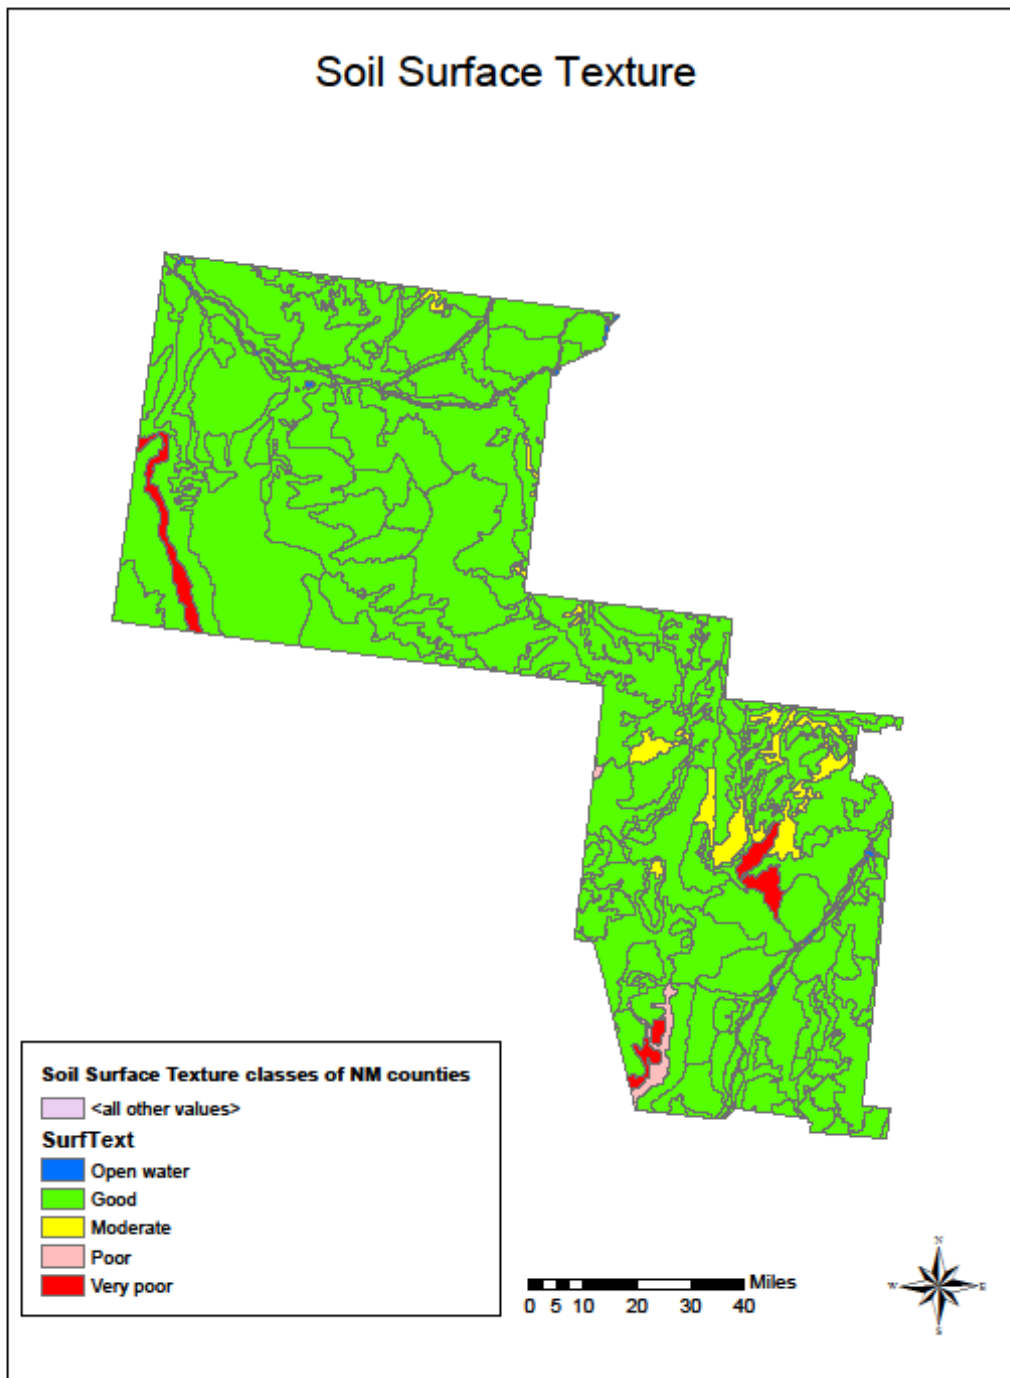 Soil Surface Texture
Soil Surface Texture classes of NM counties
<all other values>
SurfText
Open water
Good
Moderate
Poor
Very poor
Miles
0 5 10 20 30 40
N
W E
S